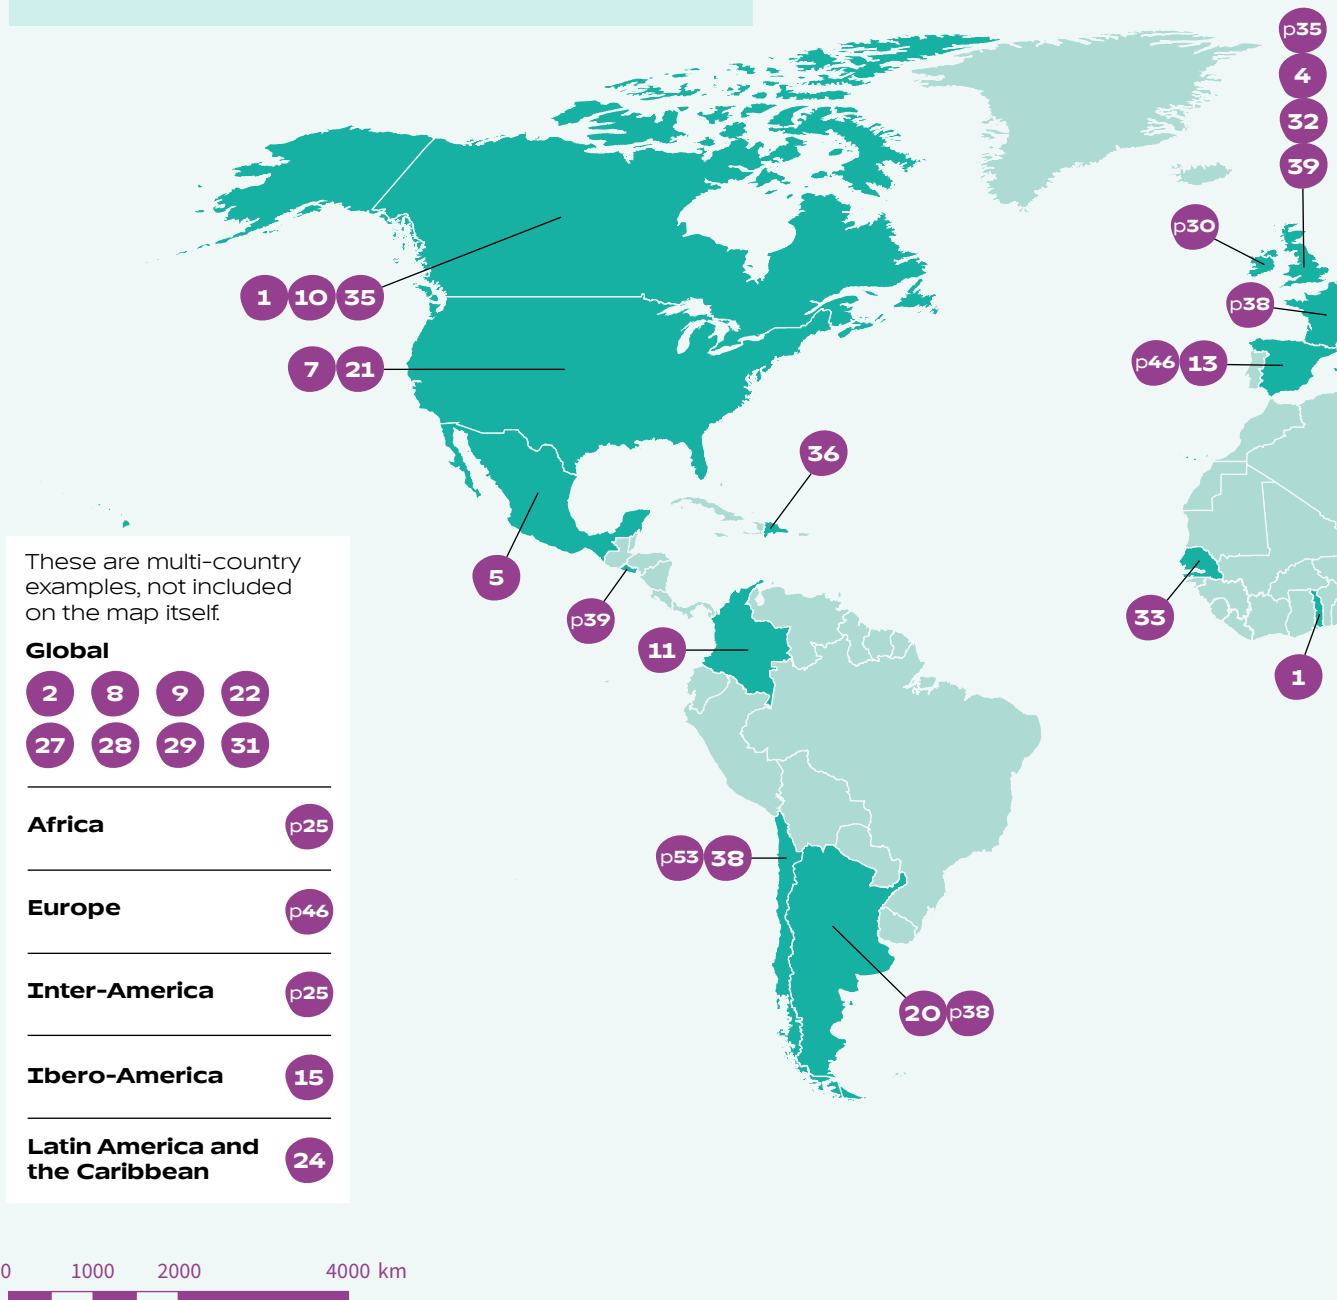 p35
4
32
39
p30
1 10 35
p38
7 21
p46 13
36
5
p39
33
11
1
p53 38
20 p38
These are multi-country
examples, not included
on the map itself.
Global
2 8 9 22
27 28 29 31
Africa p25
Europe p46
Inter-America p25
Ibero-America 15
Latin America and
the Caribbean 24
0 1000 2000 4000 km